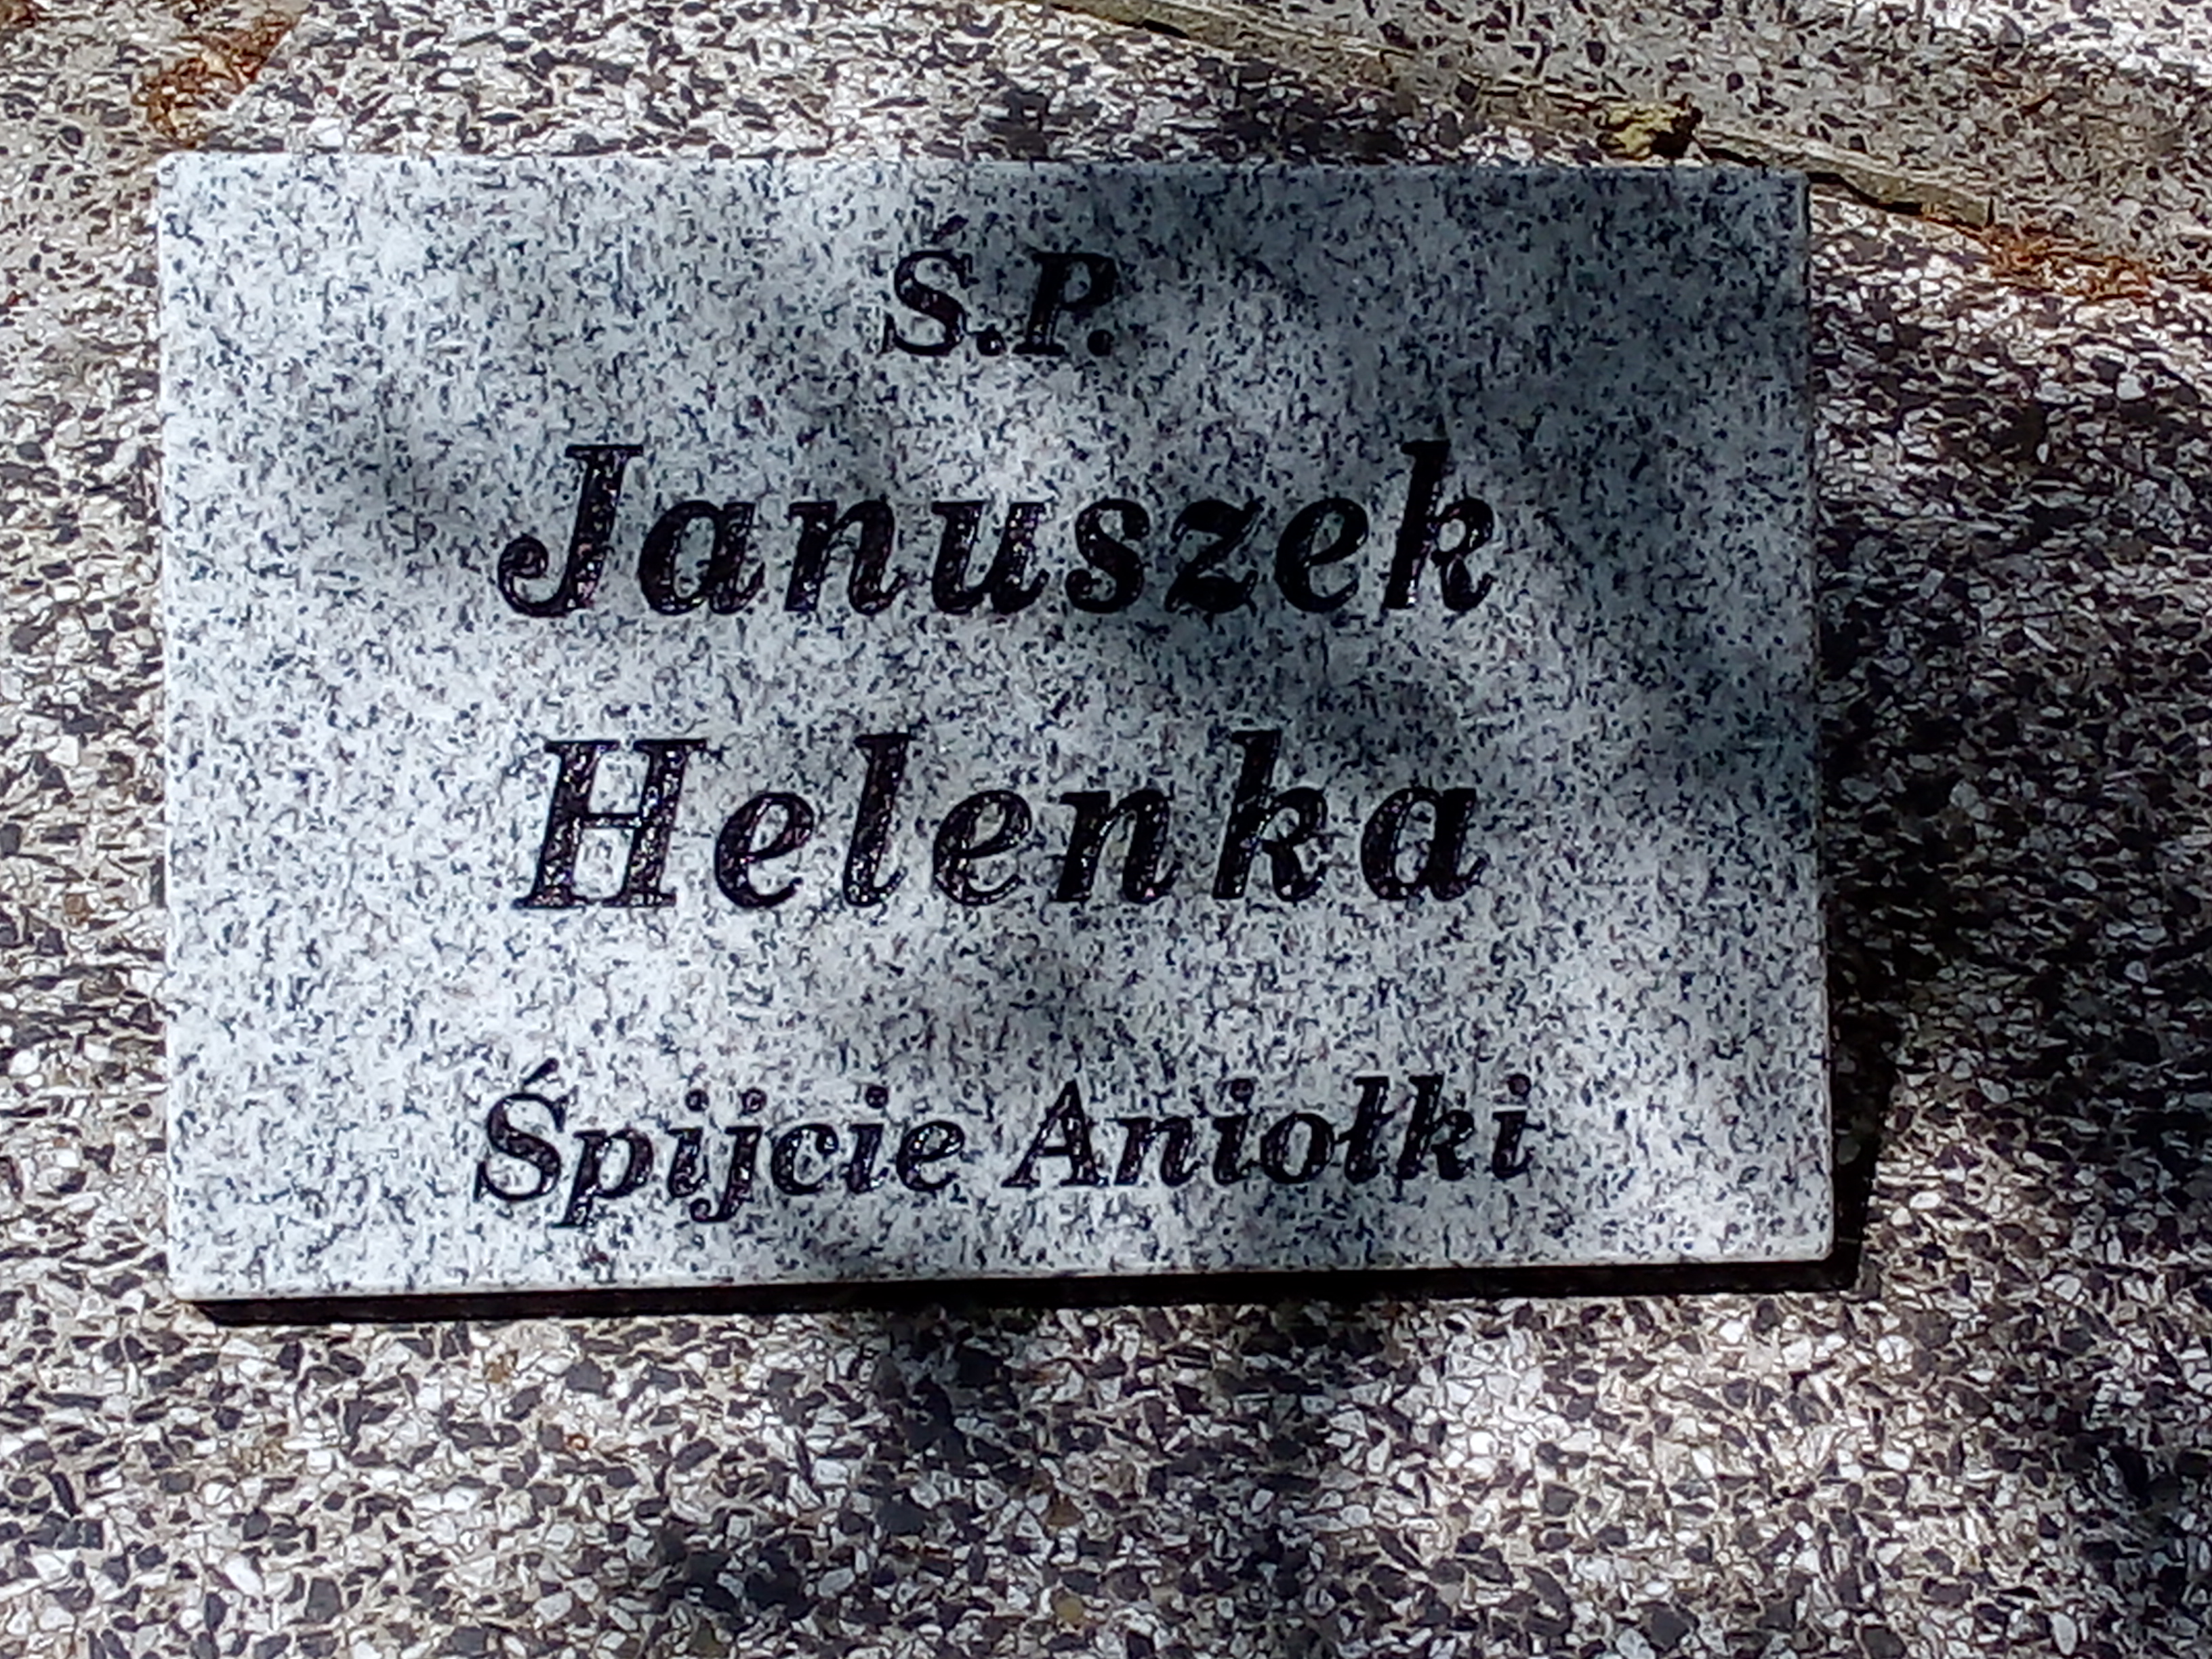 Ś.P.
Januszek
Helenka
Śpijcie Aniołki